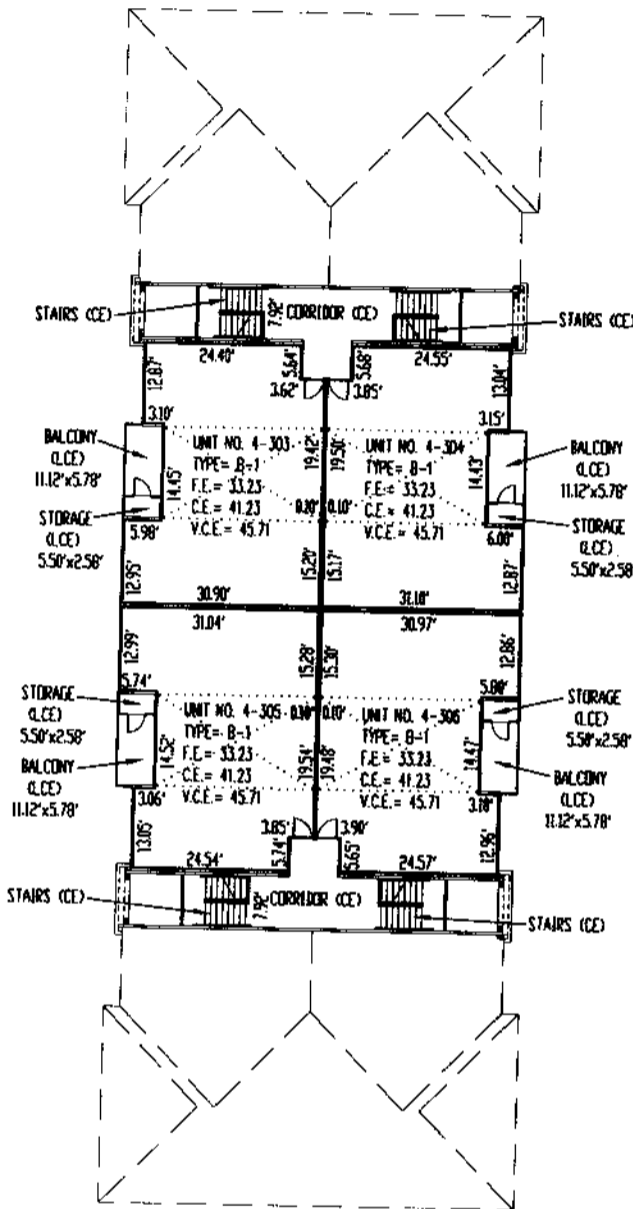 STAIRS (CE)
7.92'
CORRIDOR (CE)
STAIRS (CE)
24.40'
5.64'
5.68'
24.55'
12.87'
3.62'
3.85'
13.04'
3.10'
3.15'
BALCONY
(LCE)
11.12'x5.78'
14.45'
UNIT NO. 4-303
TYPE= B-1
F.E.= 33.23
C.E.= 41.23
V.C.E.= 45.71
19.42'
19.50'
UNIT NO. 4-304
TYPE= B-1
F.E.= 33.23
C.E.= 41.23
V.C.E.= 45.71
14.43'
BALCONY
(LCE)
11.12'x5.78'
STORAGE
(LCE)
5.50'x2.58'
0.10'
0.10'
STORAGE
(LCE)
5.50'x2.58'
5.98'
6.00'
12.95'
15.20'
15.17'
12.87'
30.90'
31.10'
31.04'
30.97'
12.99'
15.28'
15.30'
12.86'
5.74'
5.80'
STORAGE
(LCE)
5.50'x2.58'
UNIT NO. 4-305
TYPE= B-1
F.E.= 33.23
C.E.= 41.23
V.C.E.= 45.71
0.10'
0.10'
UNIT NO. 4-306
TYPE= B-1
F.E.= 33.23
C.E.= 41.23
V.C.E.= 45.71
STORAGE
(LCE)
5.50'x2.58'
BALCONY
(LCE)
11.12'x5.78'
14.52'
19.54'
19.48'
14.47'
BALCONY
(LCE)
11.12'x5.78'
3.06'
3.18'
13.05'
3.85'
3.90'
12.96'
24.54'
5.74'
5.65'
24.57'
STAIRS (CE)
7.92'
CORRIDOR (CE)
STAIRS (CE)